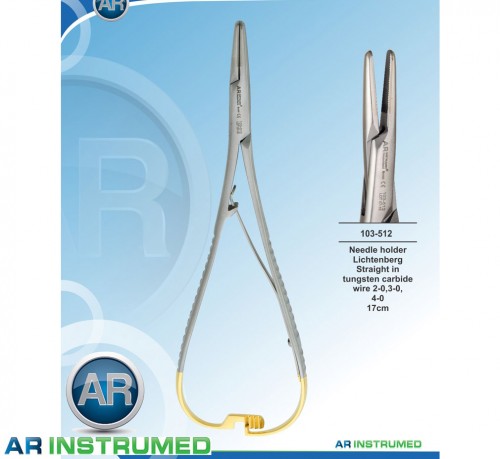 AR
AR
103-512
Needle holder
Lichtenberg
Straight in
tungsten carbide
wire 2-0,3-0,
4-0
17cm
AR
AR INSTRUMED
AR INSTRUMED